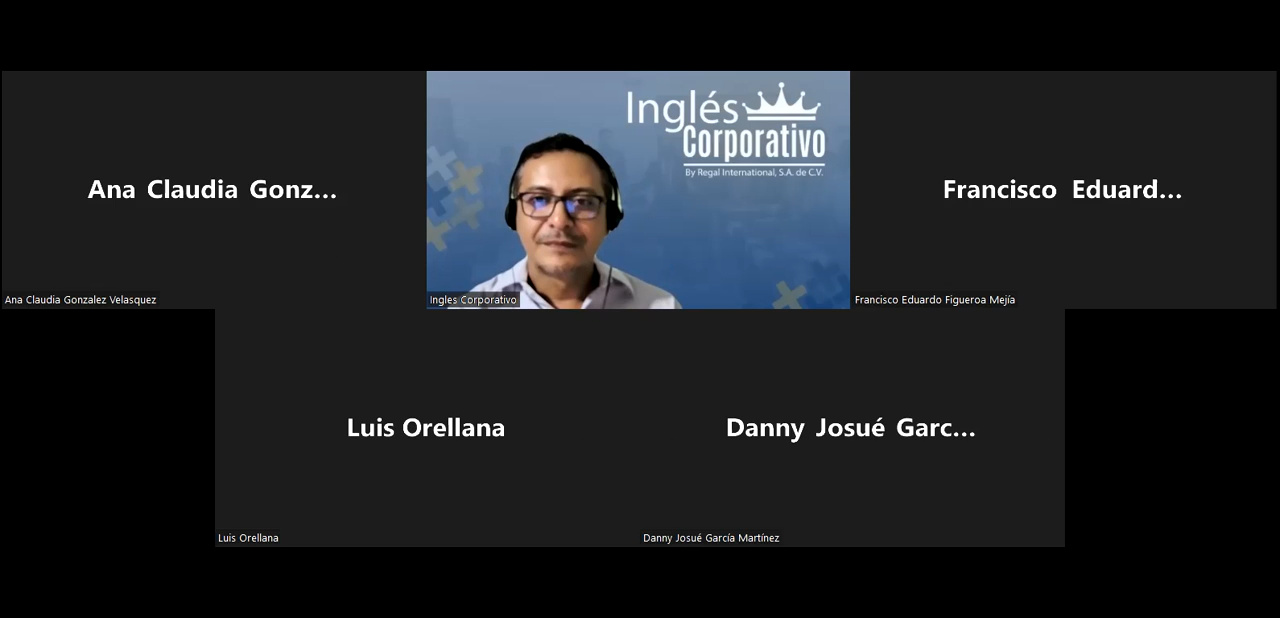 Ana Claudia Gonz...
Ana Claudia Gonzalez Velasquez
Inglés
Corporativo
By Regal International, S.A. de C.V.
Ingles Corporativo
Francisco Eduard...
Francisco Eduardo Figueroa Mejía
Luis Orellana
Luis Orellana
Danny Josué Garc...
Danny Josué García Martínez